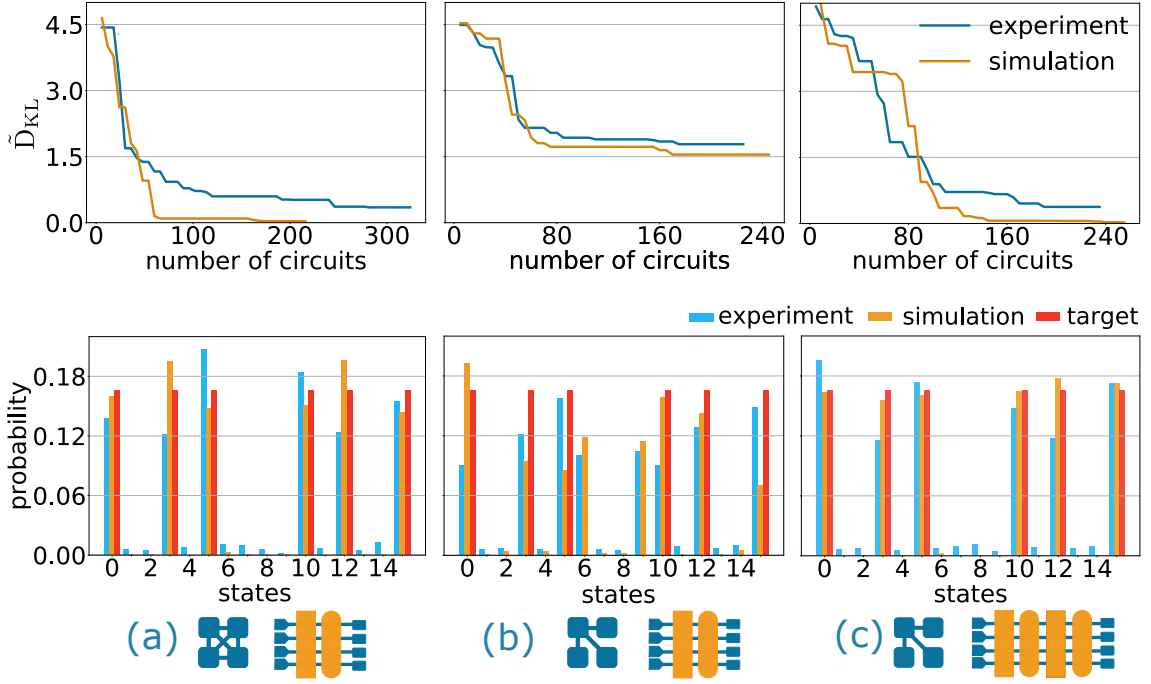 4.5
3.0
1.5
0.0
D̃KL
experiment
simulation
0 100 200 300
0 80 160 240
0 80 160 240
number of circuits
number of circuits
number of circuits
experiment simulation target
0.18
0.12
0.06
0.00
probability
0 2 4 6 8 10 12 14
0 2 4 6 8 10 12 14
0 2 4 6 8 10 12 14
states
states
states
(a)
(b)
(c)